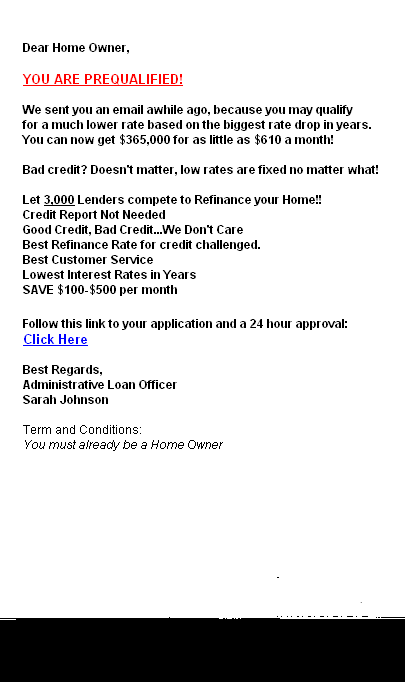 Dear Home Owner,
YOU ARE PREQUALIFIED!
We sent you an email awhile ago, because you may qualify
for a much lower rate based on the biggest rate drop in years.
You can now get $365,000 for as little as $610 a month!
Bad credit? Doesn't matter, low rates are fixed no matter what!
Let 3,000 Lenders compete to Refinance your Home!!
Credit Report Not Needed
Good Credit, Bad Credit...We Don't Care
Best Refinance Rate for credit challenged.
Best Customer Service
Lowest Interest Rates in Years
SAVE $100-$500 per month
Follow this link to your application and a 24 hour approval:
Click Here
Best Regards,
Administrative Loan Officer
Sarah Johnson
Term and Conditions:
You must already be a Home Owner